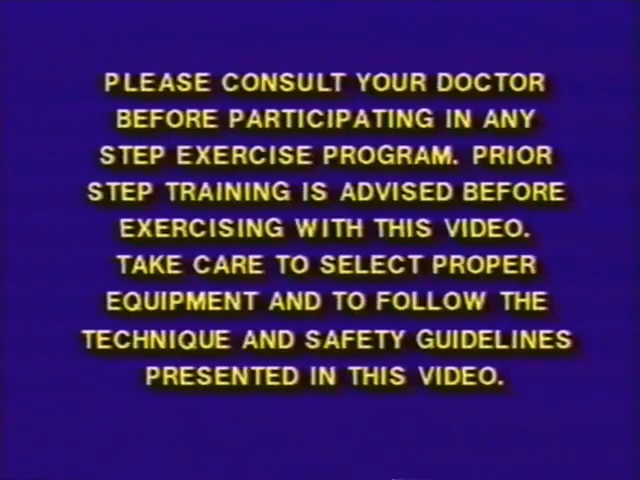 PLEASE CONSULT YOUR DOCTOR
BEFORE PARTICIPATING IN ANY
STEP EXERCISE PROGRAM. PRIOR
STEP TRAINING IS ADVISED BEFORE
EXERCISING WITH THIS VIDEO.
TAKE CARE TO SELECT PROPER
EQUIPMENT AND TO FOLLOW THE
TECHNIQUE AND SAFETY GUIDELINES
PRESENTED IN THIS VIDEO.